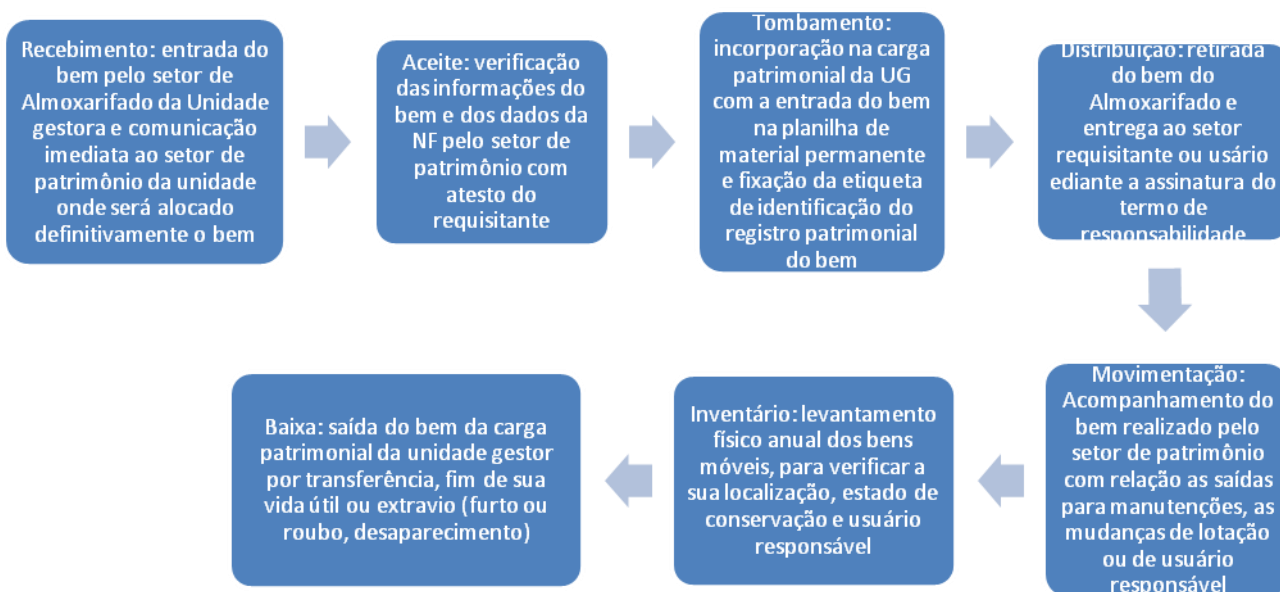 Recebimento: entrada do
bem pelo setor de
Almoxarifado da Unidade
gestora e comunicação
imediata ao setor de
patrimônio da unidade
onde será alocado
definitivamente o bem
Aceite: verificação
das informações do
bem e dos dados da
NF pelo setor de
patrimônio com
atesto do
requisitante
Tombamento:
incorporação na carga
patrimonial da UG
com a entrada do bem
na planilha de
material permanente
e fixação da etiqueta
de identificação do
registro patrimonial
do bem
Distribuição: retirada
do bem do
Almoxarifado e
entrega ao setor
requisitante ou usário
ediante a assinatura do
termo de
responsabilidade
Movimentação:
Acompanhamento do
bem realizado pelo
setor de patrimônio
com relação as saídas
para manutenções, as
mudanças de lotação
ou de usuário
responsável
Inventário: levantamento
físico anual dos bens
móveis, para verificar a
sua localização, estado de
conservação e usuário
responsável
Baixa: saída do bem da carga
patrimonial da unidade gestor
por transferência, fim de sua
vida útil ou extravio (furto ou
roubo, desaparecimento)